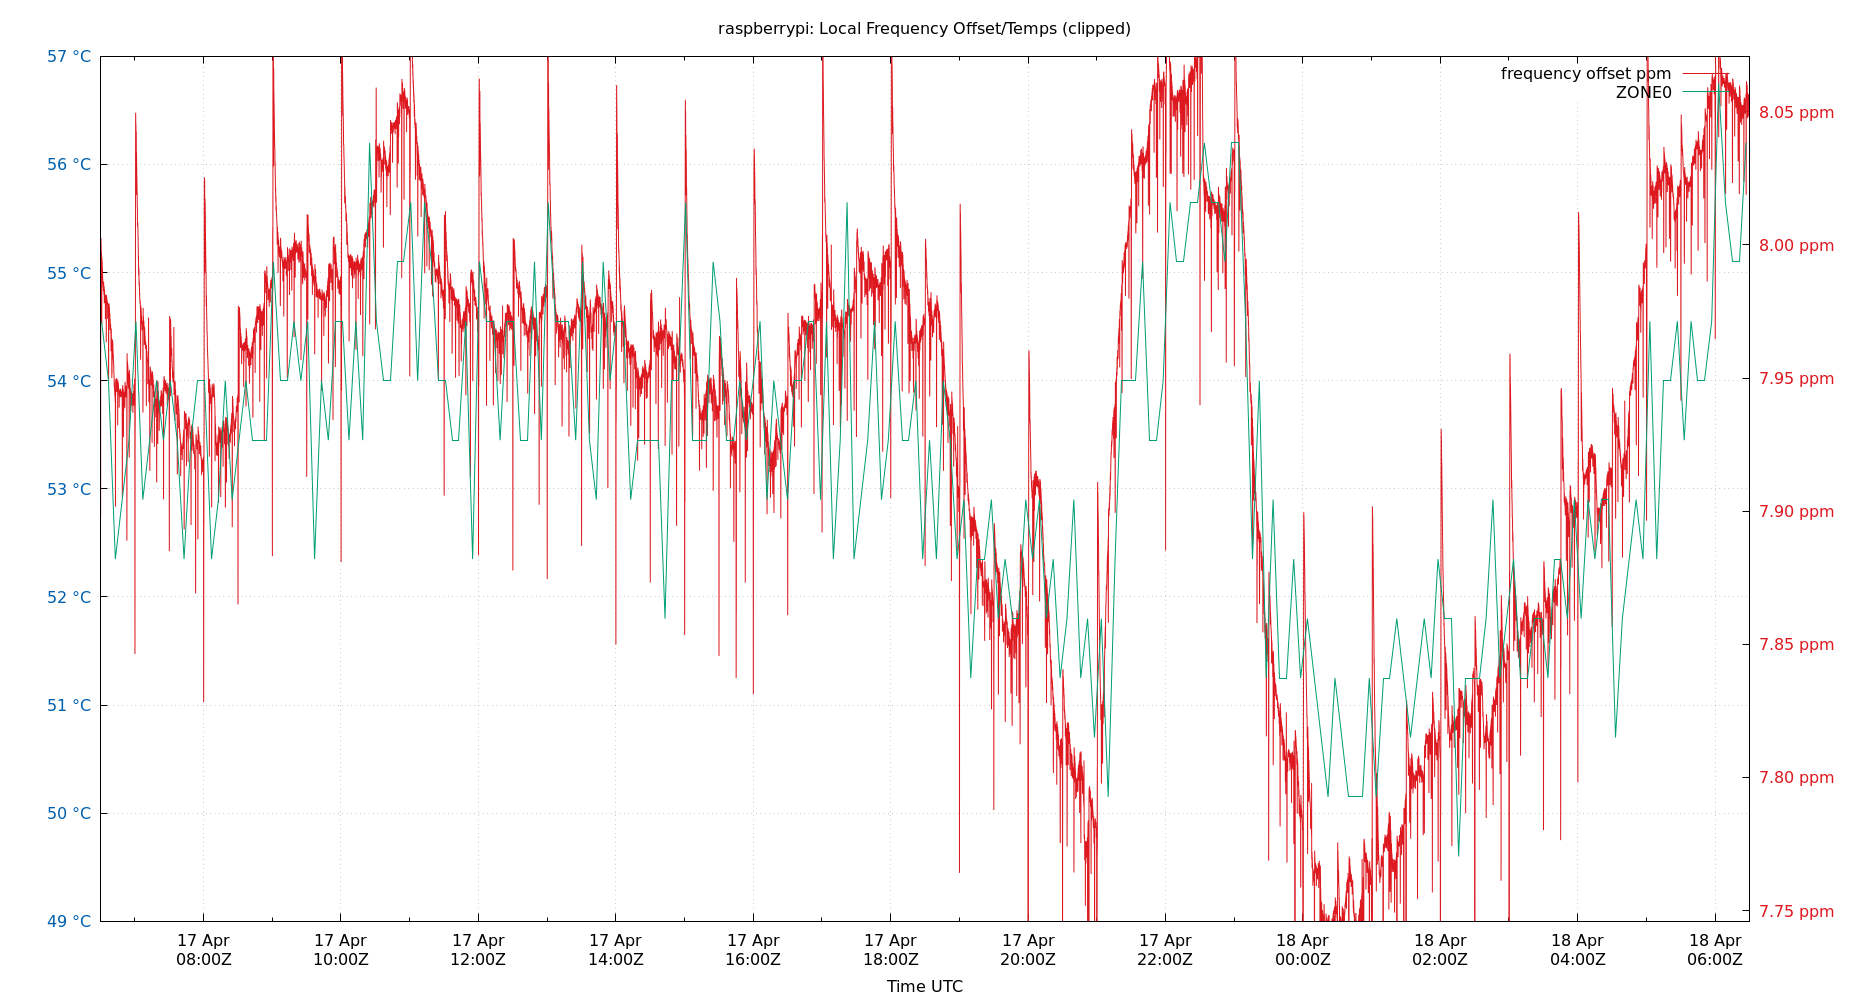 raspberrypi: Local Frequency Offset/Temps (clipped)
57 °C
56 °C
55 °C
54 °C
53 °C
52 °C
51 °C
50 °C
49 °C
frequency offset ppm
ZONE0
8.05 ppm
8.00 ppm
7.95 ppm
7.90 ppm
7.85 ppm
7.80 ppm
7.75 ppm
17 Apr
08:00Z
17 Apr
10:00Z
17 Apr
12:00Z
17 Apr
14:00Z
17 Apr
16:00Z
17 Apr
18:00Z
17 Apr
20:00Z
17 Apr
22:00Z
18 Apr
00:00Z
18 Apr
02:00Z
18 Apr
04:00Z
18 Apr
06:00Z
Time UTC